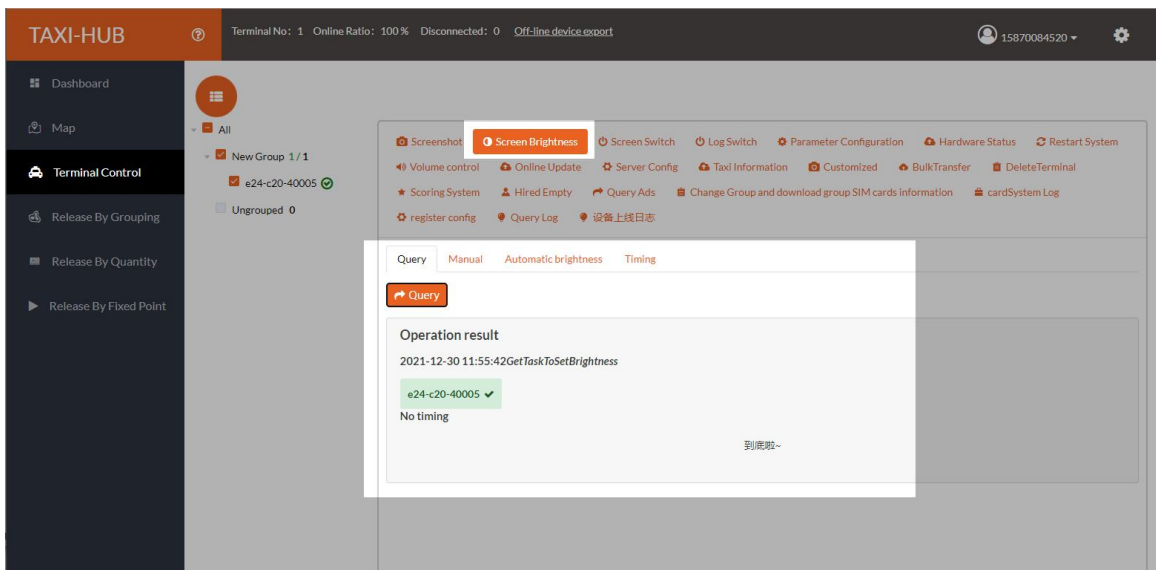 TAXI-HUB
Terminal No: 1 Online Ratio: 100% Disconnected: 0 Off-line device export
15870084520
Dashboard
Map
Terminal Control
Release By Grouping
Release By Quantity
Release By Fixed Point
All
New Group 1/1
e24-c20-40005
Ungrouped 0
Screenshot Screen Brightness Screen Switch Log Switch Parameter Configuration Hardware Status Restart System
Volume control Online Update Server Config Taxi Information Customized BulkTransfer DeleteTerminal
Scoring System Hired Empty Query Ads Change Group and download group SIM cards information cardSystem Log
register config Query Log 设备上线日志
Query Manual Automatic brightness Timing
Query
Operation result
2021-12-30 11:55:42GetTaskToSetBrightness
e24-c20-40005
No timing
到底啦~